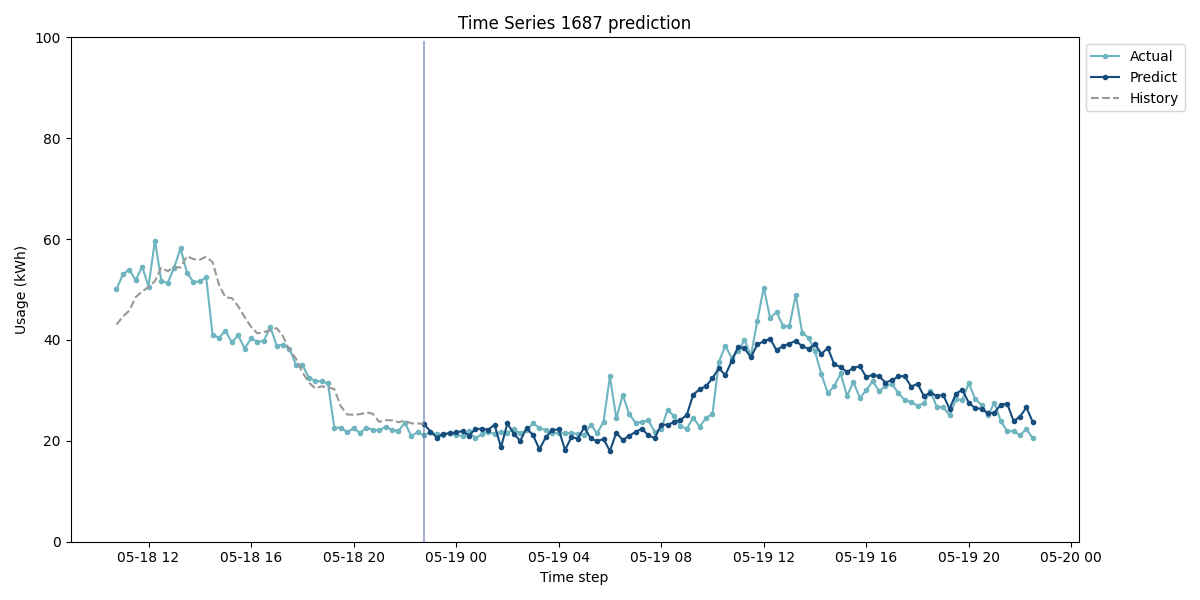 Time Series 1687 prediction
100
80
60
40
20
0
Usage (kWh)
05-18 12
05-18 16
05-18 20
05-19 00
05-19 04
05-19 08
05-19 12
05-19 16
05-19 20
05-20 00
Time step
Actual
Predict
History